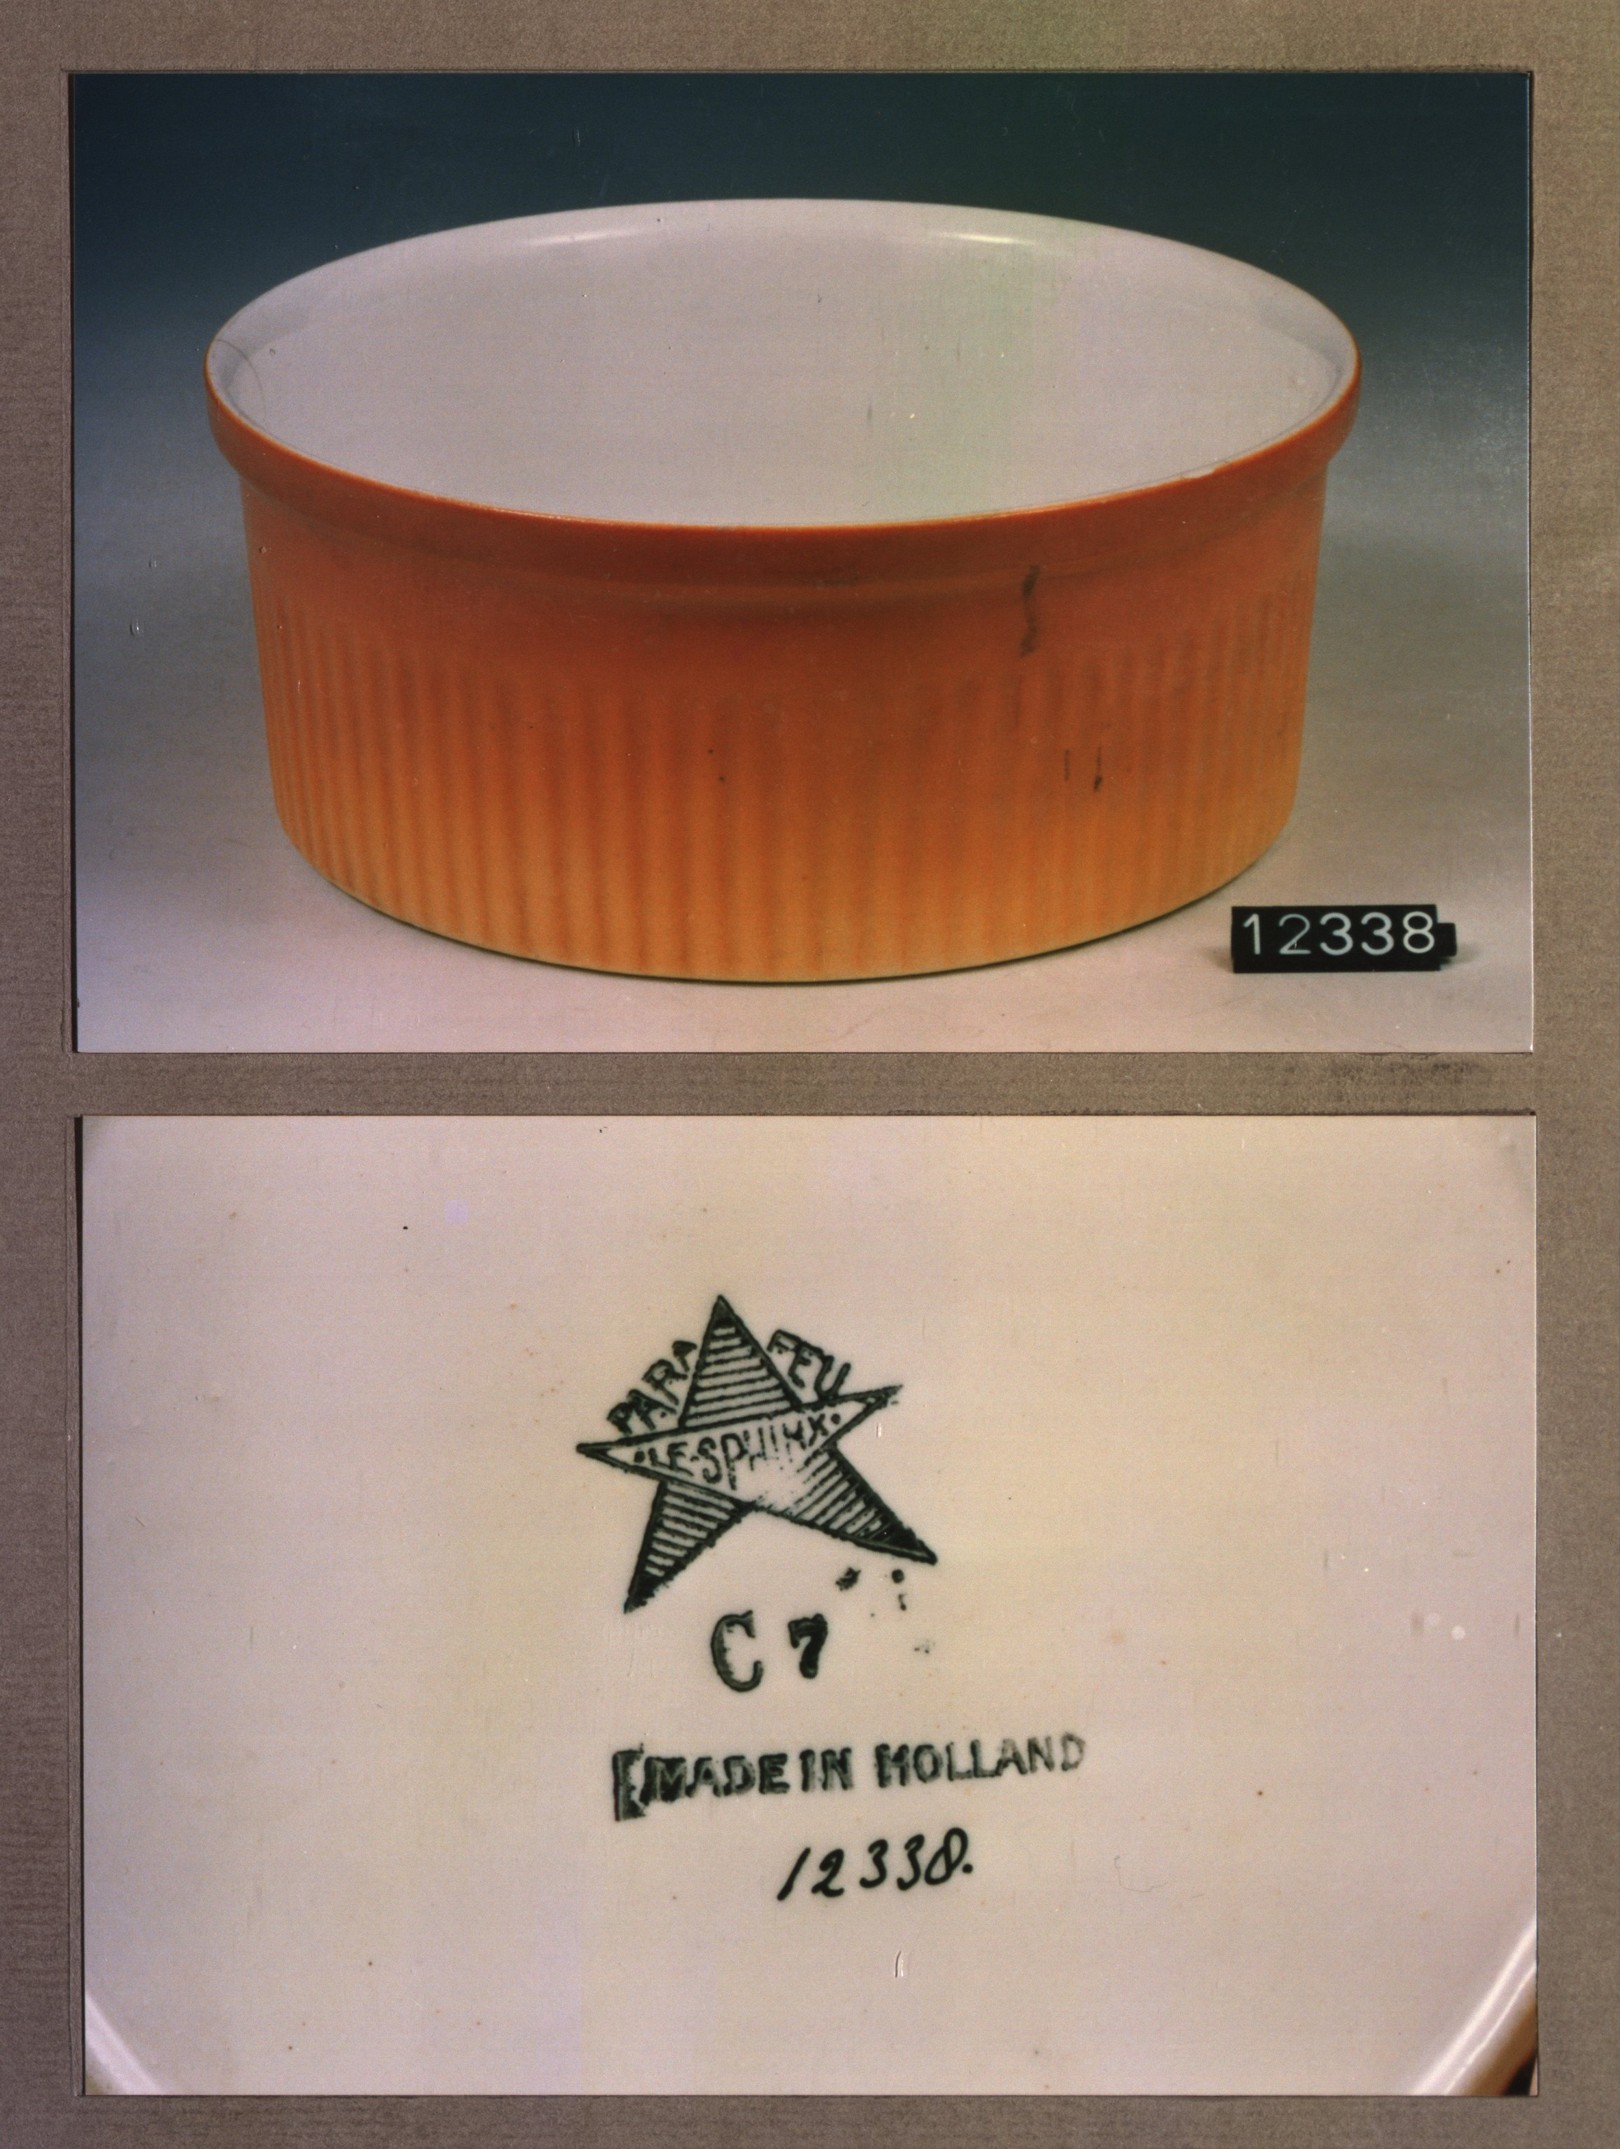 12338
PARA FEU
·LE·SPHINX·
C 7
MADE IN HOLLAND
12338.